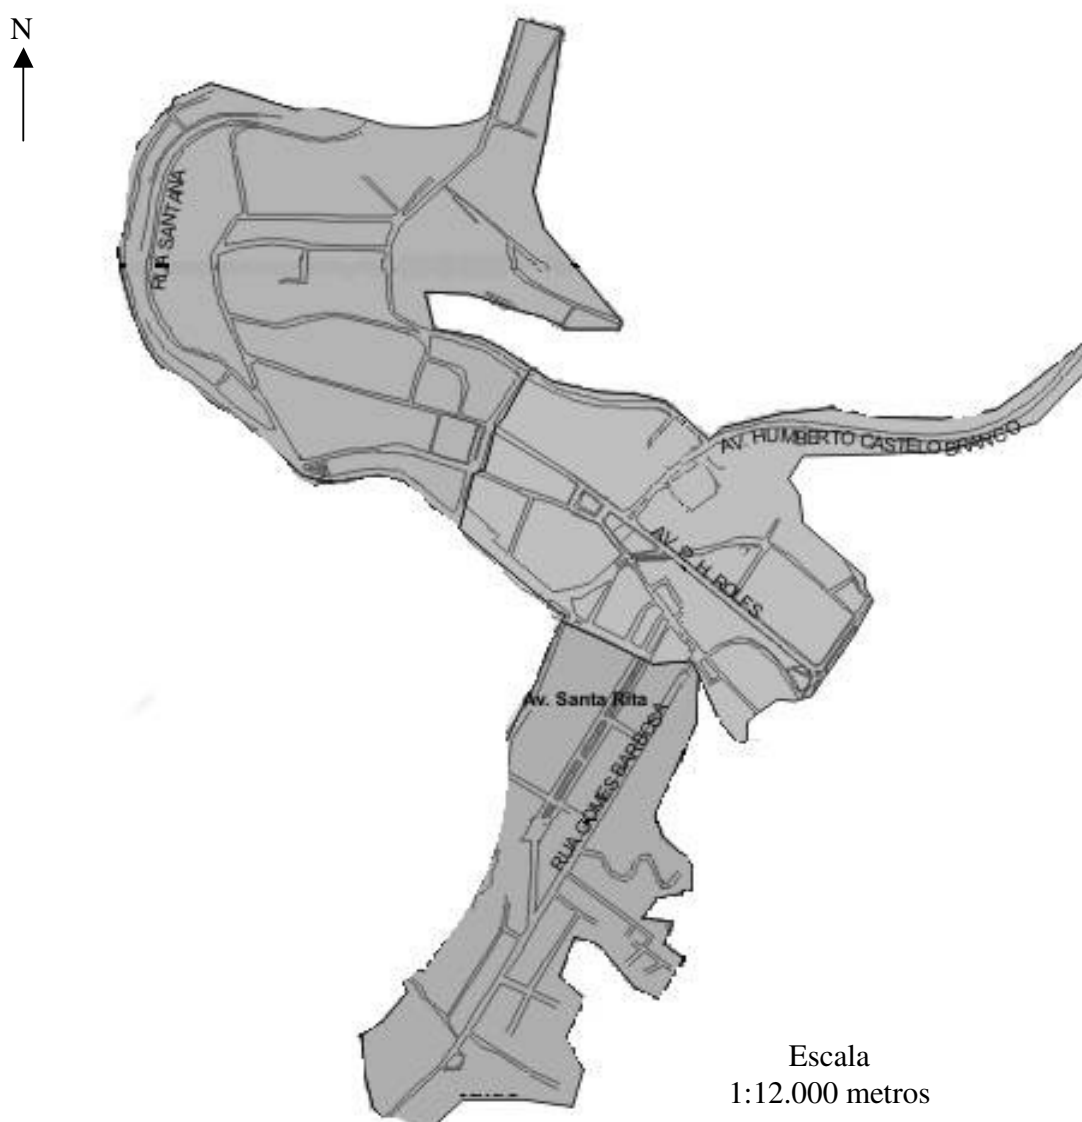 N
RUA SANTANA
AV. HUMBERTO CASTELO BRANCO
AV. P. H. ROLFS
Av. Santa Rita
RUA GOMES BARBOSA
Escala
1:12.000 metros